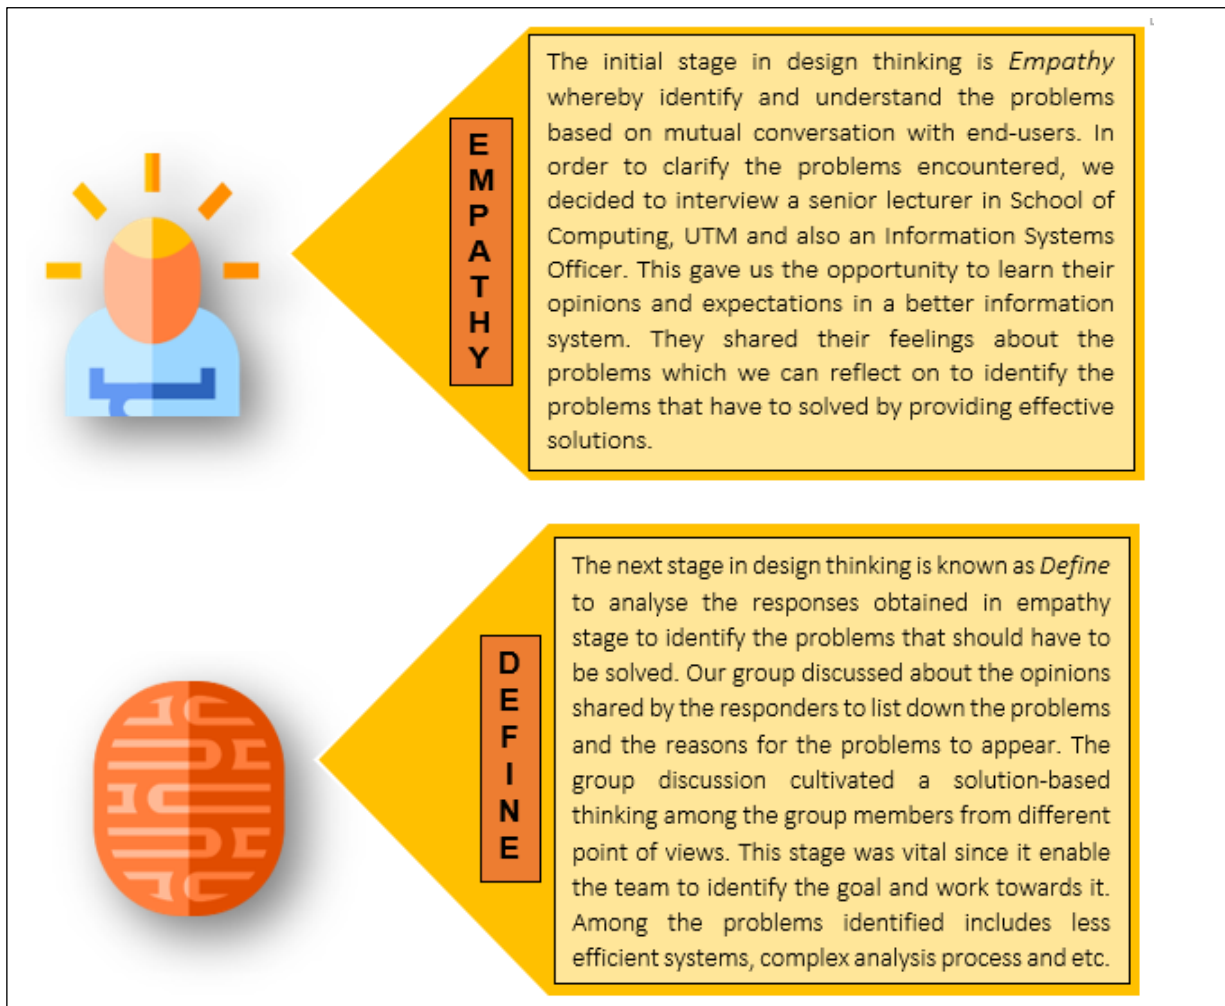 E
M
P
A
T
H
Y
The initial stage in design thinking is Empathy
whereby identify and understand the problems
based on mutual conversation with end-users. In
order to clarify the problems encountered, we
decided to interview a senior lecturer in School of
Computing, UTM and also an Information Systems
Officer. This gave us the opportunity to learn their
opinions and expectations in a better information
system. They shared their feelings about the
problems which we can reflect on to identify the
problems that have to solved by providing effective
solutions.
D
E
F
I
N
E
The next stage in design thinking is known as Define
to analyse the responses obtained in empathy
stage to identify the problems that should have to
be solved. Our group discussed about the opinions
shared by the responders to list down the problems
and the reasons for the problems to appear. The
group discussion cultivated a solution-based
thinking among the group members from different
point of views. This stage was vital since it enable
the team to identify the goal and work towards it.
Among the problems identified includes less
efficient systems, complex analysis process and etc.